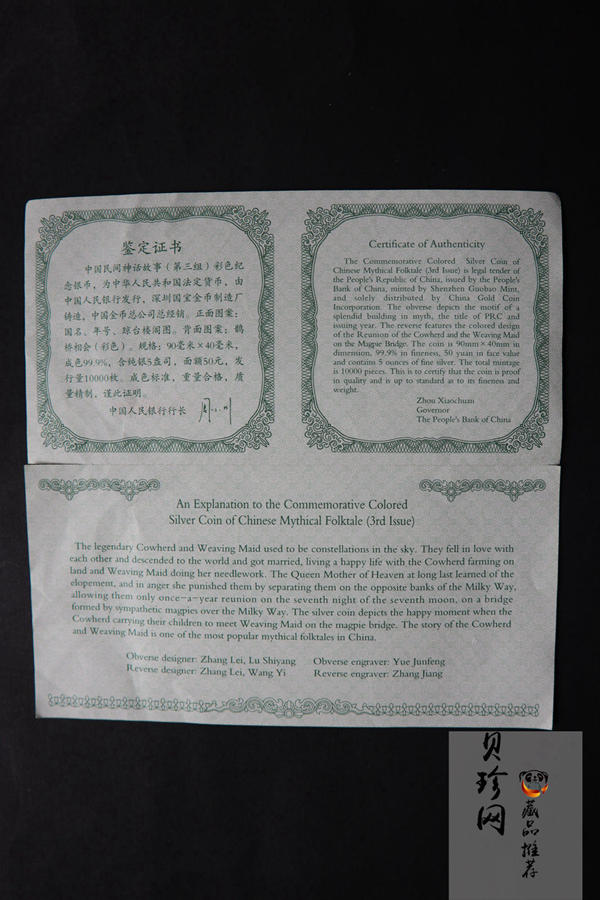 鉴定证书
中国民间神话故事（第三组）彩色纪
念银币，为中华人民共和国法定货币，由
中国人民银行发行，深圳国宝金币制造厂
铸造，中国金币总公司总经销。正面图案：
国名、年号、琼台楼阁图。背面图案：鹊
桥相会（彩色）。规格：90毫米×40毫米，
成色99.9%，含纯银5盎司，面额50元，发
行量10000枚。成色标准，重量合格，质
量精制，谨此证明。
中国人民银行行长
Certificate of Authenticity
The Commemorative Colored Silver Coin of
Chinese Mythical Folktale (3rd Issue) is legal tender of
the People's Republic of China, issued by the People's
Bank of China, minted by Shenzhen Guobao Mint,
and solely distributed by China Gold Coin
Incorporation. The obverse depicts the motif of a
splendid building in myth, the title of PRC and
issuing year. The reverse features the colored design
of the Reunion of the Cowherd and the Weaving Maid
on the Magpie Bridge. The coin is 90mm×40mm in
dimension, 99.9% in fineness, 50 yuan in face value
and contains 5 ounces of fine silver. The total mintage
is 10000 pieces. This is to certify that the coin is proof
in quality and is up to standard as to its fineness and
weight.
Zhou Xiaochuan
Governor
The People's Bank of China
An Explanation to the Commemorative Colored
Silver Coin of Chinese Mythical Folktale (3rd Issue)
The legendary Cowherd and Weaving Maid used to be constellations in the sky. They fell in love with
each other and descended to the world and got married, living a happy life with the Cowherd farming on
land and Weaving Maid doing her needlework. The Queen Mother of Heaven at long last learned of the
elopement, and in anger she punished them by separating them on the opposite banks of the Milky Way,
allowing them only once-a-year reunion on the seventh night of the seventh moon, on a bridge
formed by sympathetic magpies over the Milky Way. The silver coin depicts the happy moment when the
Cowherd carrying their children to meet Weaving Maid on the magpie bridge. The story of the Cowherd
and Weaving Maid is one of the most popular mythical folktales in China.
Obverse designer: Zhang Lei, Lu Shiyang Obverse engraver: Yue Junfeng
Reverse designer: Zhang Lei, Wang Yi Reverse engraver: Zhang Jiang
贝珍网
藏品推荐